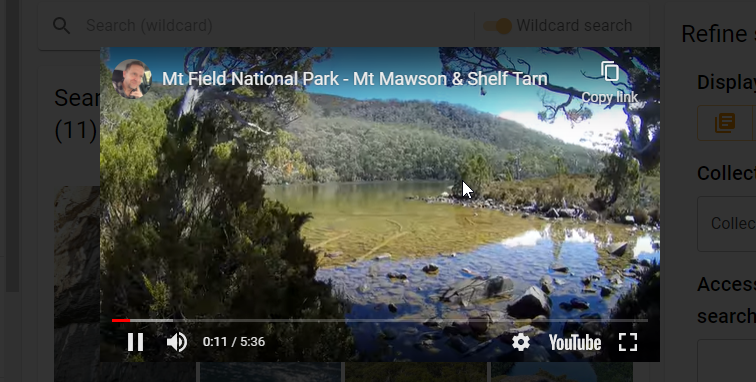 Search (wildcard)
Wildcard search
Refine
Mt Field National Park - Mt Mawson & Shelf Tarn
Copy link
Sear
(11)
Display
Collect
Collec
Access
search
0:11 / 5:36
YouTube